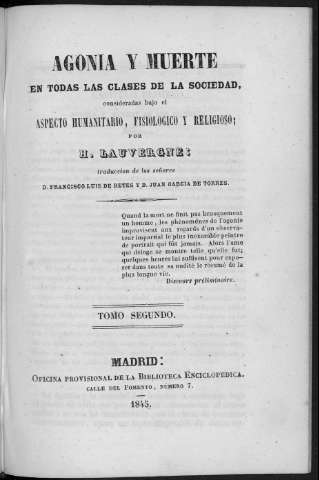 AGONIA Y MUERTE
EN TODAS LAS CLASES DE LA SOCIEDAD,
consideradas bajo el
ASPECTO HUMANITARIO, FISIOLOGICO Y RELIGIOSO;
POR
H. LAUVERGNE:
traduccion de los señores
D. FRANCISCO LUIS DE RETES Y D. JUAN GARCIA DE TORRES.
Quand la mort ne finit pas brusquement
un homme, les phénomènes de l'agonie
improvisent aux regards d'un observa-
teur impartial le plus inexorable peintre
de portrait qui fût jamais. Alors l'ame
qui déloge se montre telle qu'elle fut;
quelques heures lui suffisent pour expo-
ser dans toute sa nudité le résumé de la
plus longue vie.
Discours préliminaire.
TOMO SEGUNDO.
MADRID:
OFICINA PROVISIONAL DE LA BIBLIOTECA ENCICLOPEDICA.
CALLE DEL FOMENTO, NUMERO 7.
1845.